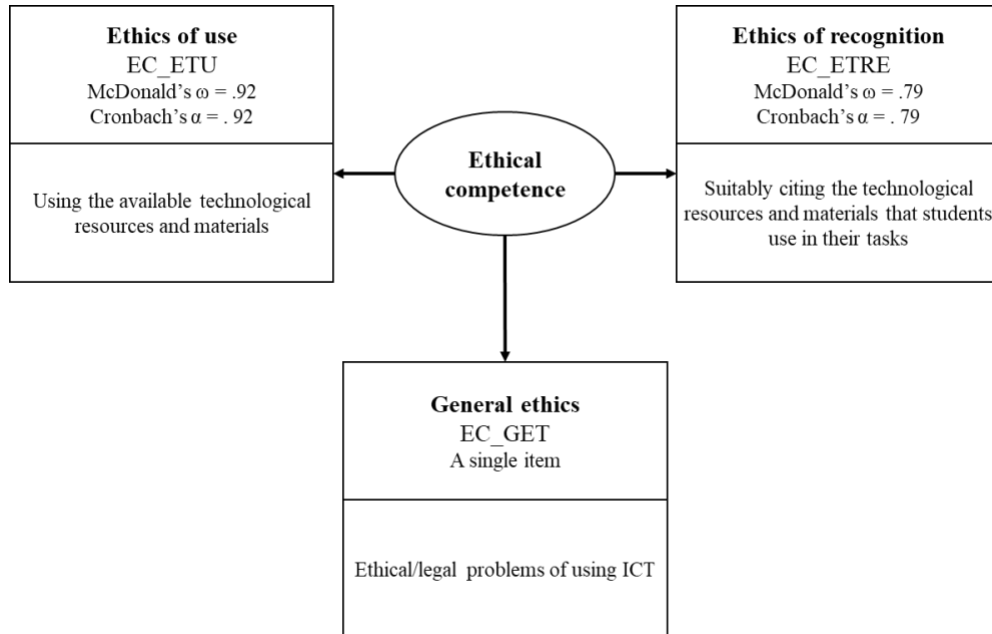 Ethics of use
EC_ETU
McDonald's ω = .92
Cronbach's α = . 92
Using the available technological
resources and materials
Ethical
competence
Ethics of recognition
EC_ETRE
McDonald's ω = .79
Cronbach's α = . 79
Suitably citing the technological
resources and materials that students
use in their tasks
General ethics
EC_GET
A single item
Ethical/legal problems of using ICT